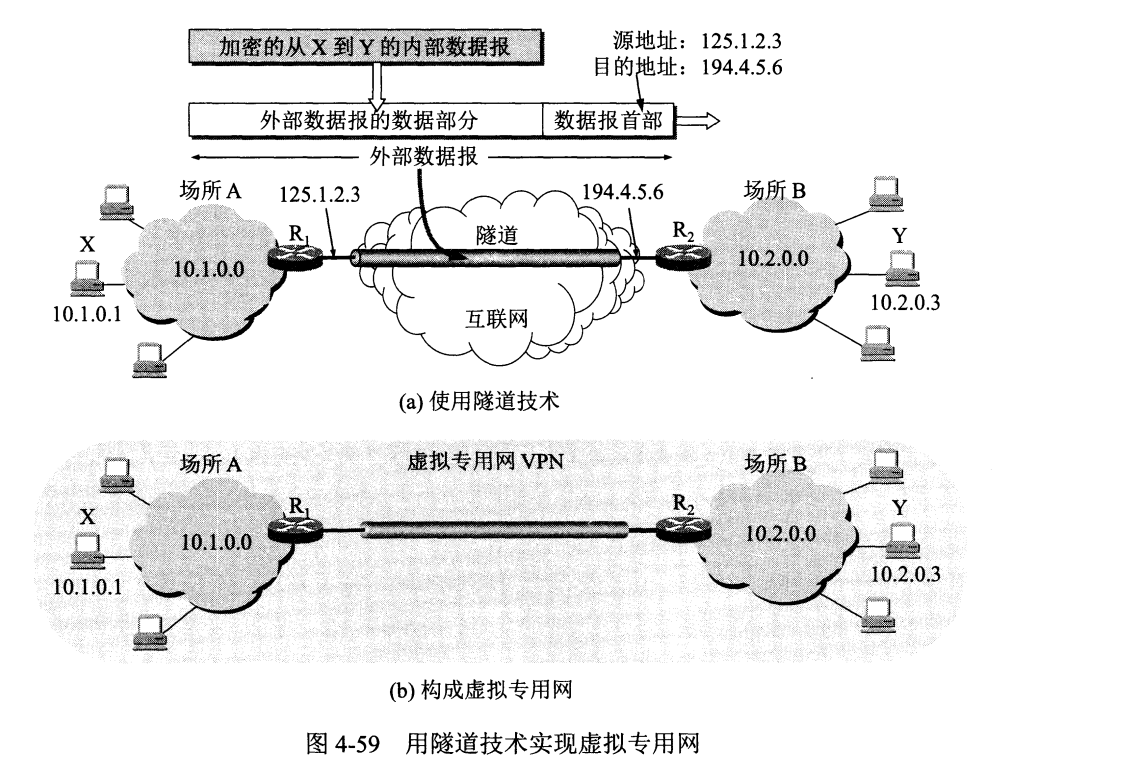 加密的从 X 到 Y 的内部数据报
源地址：125.1.2.3
目的地址：194.4.5.6
外部数据报的数据部分
数据报首部
外部数据报
场所 A
125.1.2.3
194.4.5.6
场所 B
X
R1
隧道
R2
Y
10.1.0.0
10.2.0.0
10.1.0.1
互联网
10.2.0.3
(a) 使用隧道技术
场所 A
虚拟专用网 VPN
场所 B
X
R1
R2
Y
10.1.0.0
10.2.0.0
10.1.0.1
10.2.0.3
(b) 构成虚拟专用网
图 4-59 用隧道技术实现虚拟专用网